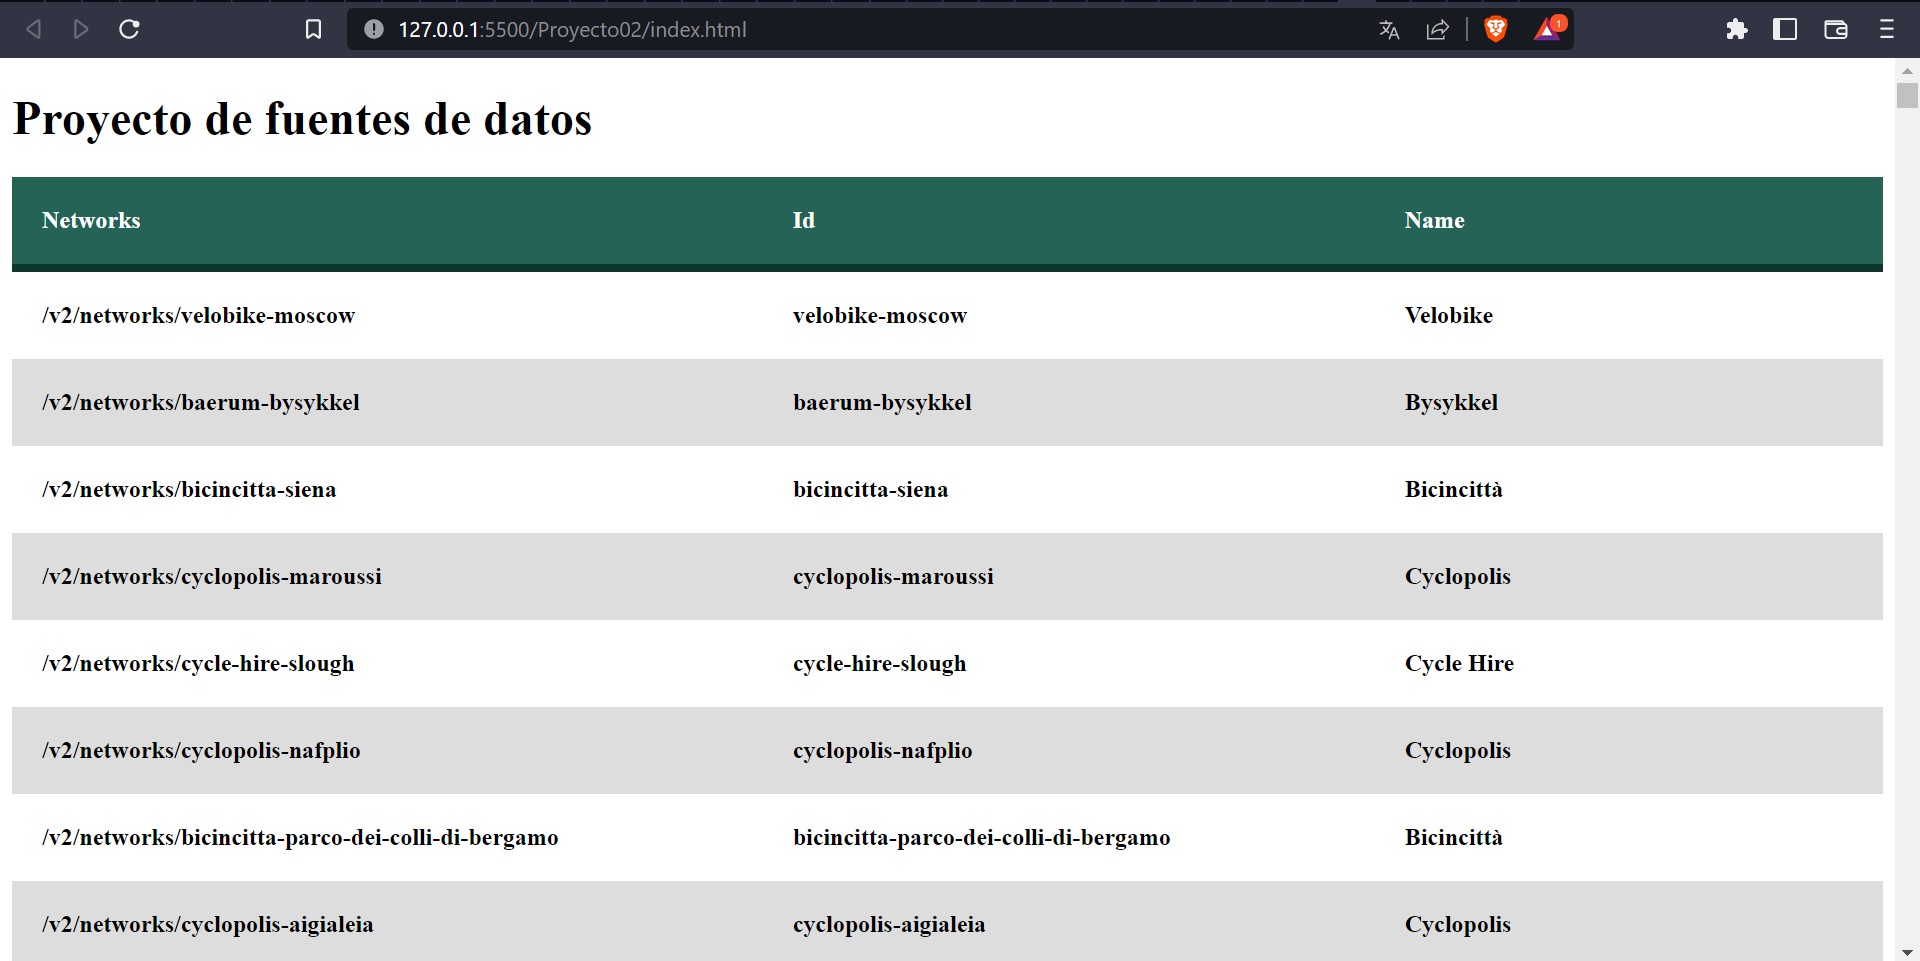 127.0.0.1:5500/Proyecto02/index.html
1
Proyecto de fuentes de datos
Networks Id Name
/v2/networks/velobike-moscow velobike-moscow Velobike
/v2/networks/baerum-bysykkel baerum-bysykkel Bysykkel
/v2/networks/bicincitta-siena bicincitta-siena Bicincittà
/v2/networks/cyclopolis-maroussi cyclopolis-maroussi Cyclopolis
/v2/networks/cycle-hire-slough cycle-hire-slough Cycle Hire
/v2/networks/cyclopolis-nafplio cyclopolis-nafplio Cyclopolis
/v2/networks/bicincitta-parco-dei-colli-di-bergamo bicincitta-parco-dei-colli-di-bergamo Bicincittà
/v2/networks/cyclopolis-aigialeia cyclopolis-aigialeia Cyclopolis